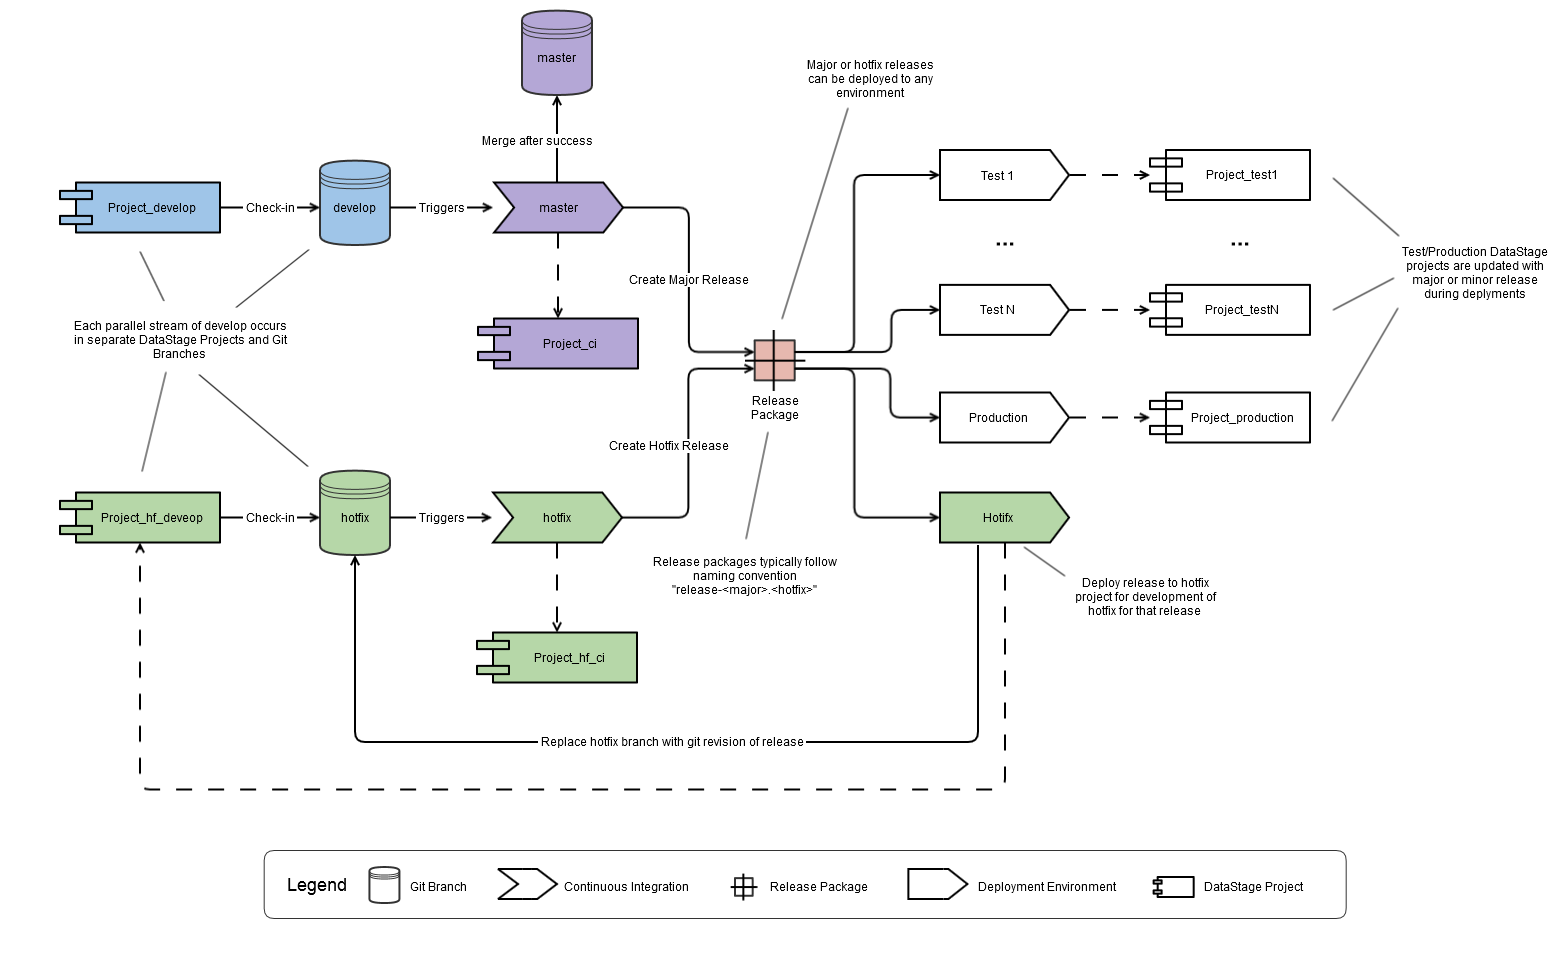 master
Major or hotfix releases
can be deployed to any
environment
Merge after success
Project_develop
Check-in
develop
Triggers
master
Test 1
Project_test1
...
...
Test/Production DataStage
projects are updated with
major or minor release
during deplyments
Create Major Release
Each parallel stream of develop occurs
in separate DataStage Projects and Git
Branches
Project_ci
Test N
Project_testN
Release
Package
Production
Project_production
Create Hotfix Release
Project_hf_deveop
Check-in
hotfix
Triggers
hotfix
Hotifx
Release packages typically follow
naming convention
"release-<major>.<hotfix>"
Deploy release to hotfix
project for development of
hotfix for that release
Project_hf_ci
Replace hotfix branch with git revision of release
Legend
Git Branch
Continuous Integration
Release Package
Deployment Environment
DataStage Project